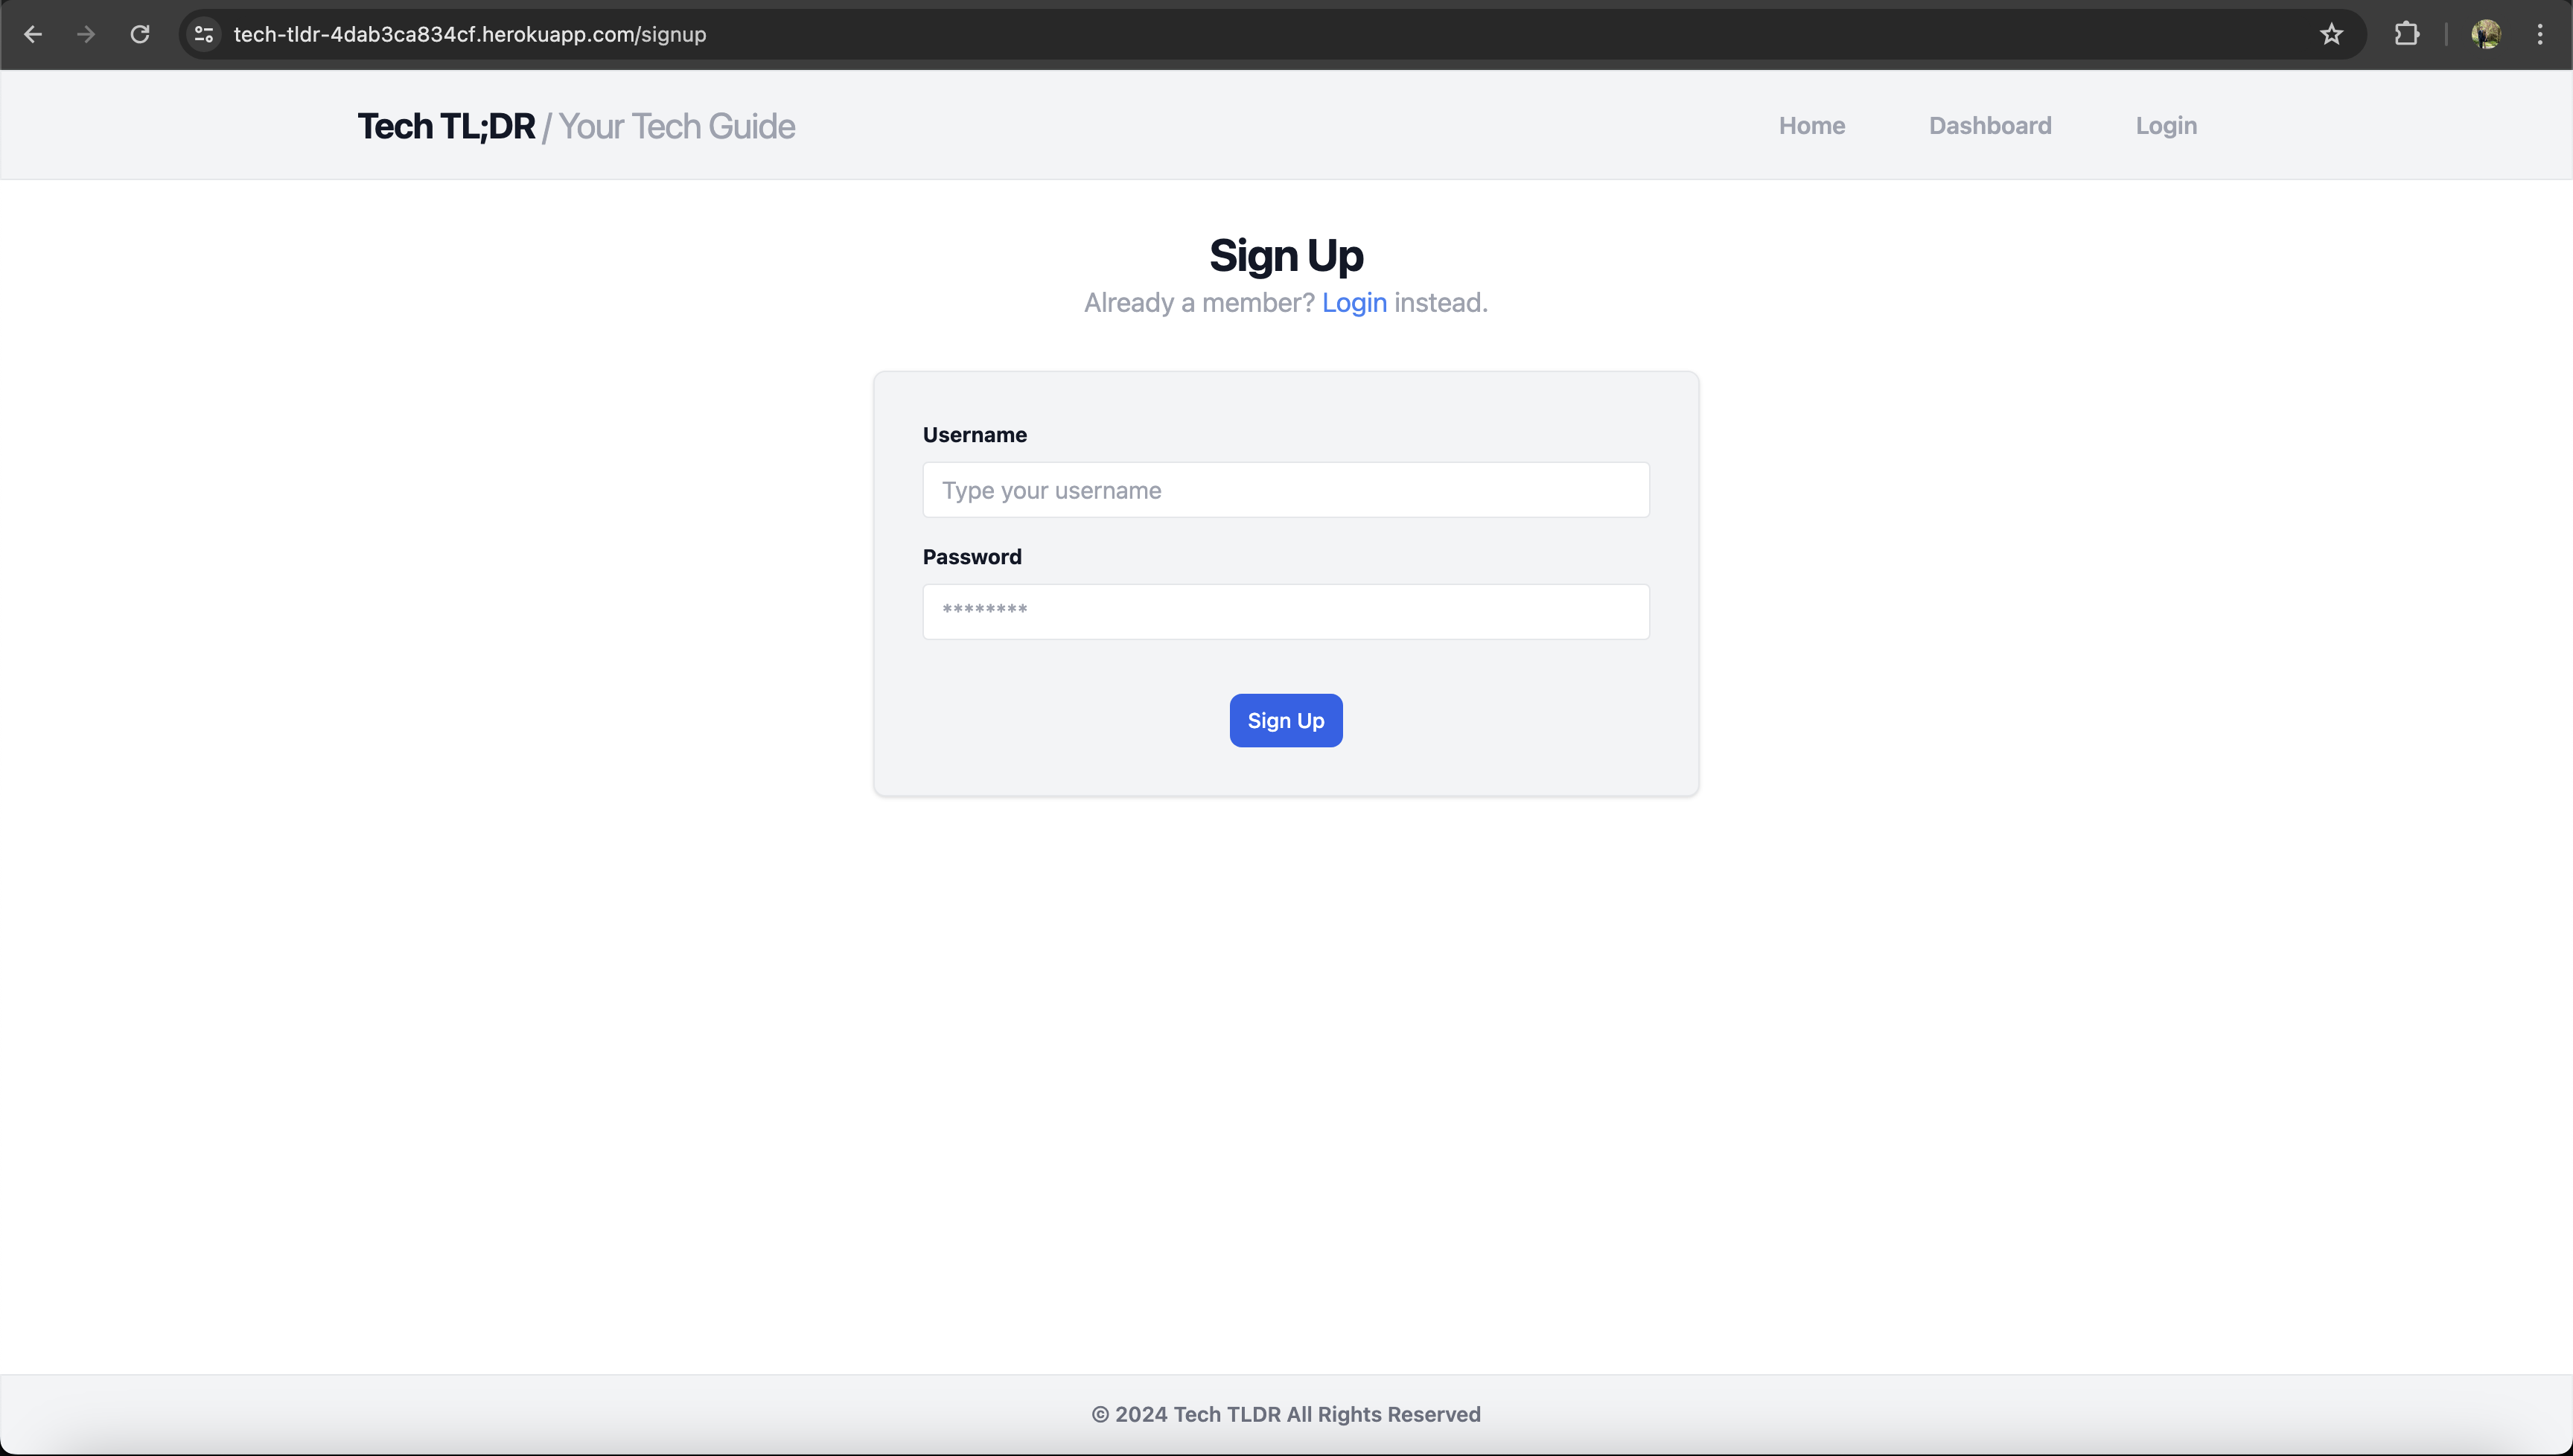 tech-tldr-4dab3ca834cf.herokuapp.com/signup
Tech TL;DR / Your Tech Guide
Home
Dashboard
Login
Sign Up
Already a member? Login instead.
Username
Type your username
Password
********
Sign Up
© 2024 Tech TLDR All Rights Reserved